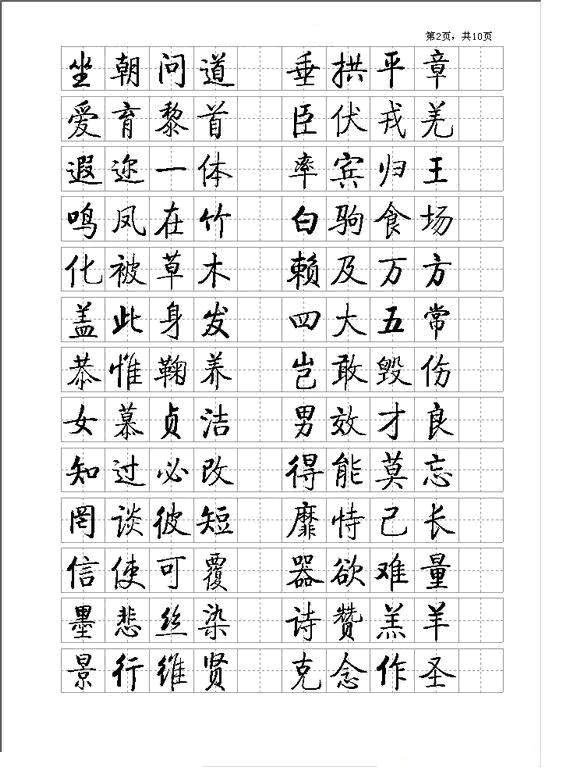 第2页，共10页
坐朝问道 垂拱平章
爱育黎首 臣伏戎羌
遐迩一体 率宾归王
鸣凤在竹 白驹食场
化被草木 赖及万方
盖此身发 四大五常
恭惟鞠养 岂敢毁伤
女慕贞洁 男效才良
知过必改 得能莫忘
罔谈彼短 靡恃己长
信使可覆 器欲难量
墨悲丝染 诗赞羔羊
景行维贤 克念作圣